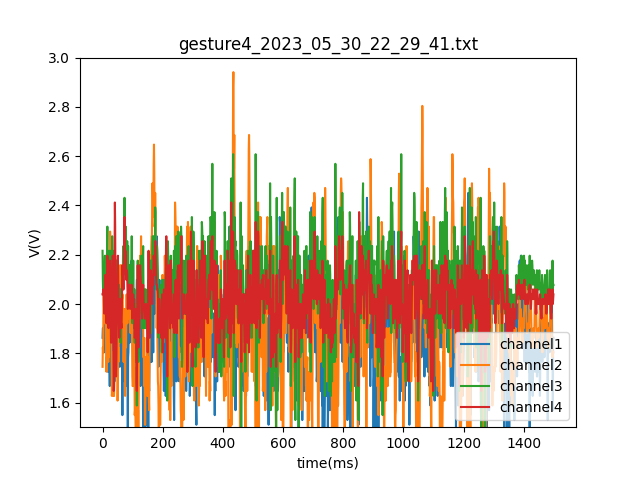 gesture4_2023_05_30_22_29_41.txt
3.0
2.8
2.6
2.4
2.2
2.0
1.8
1.6
V(V)
0 200 400 600 800 1000 1200 1400
time(ms)
channel1
channel2
channel3
channel4